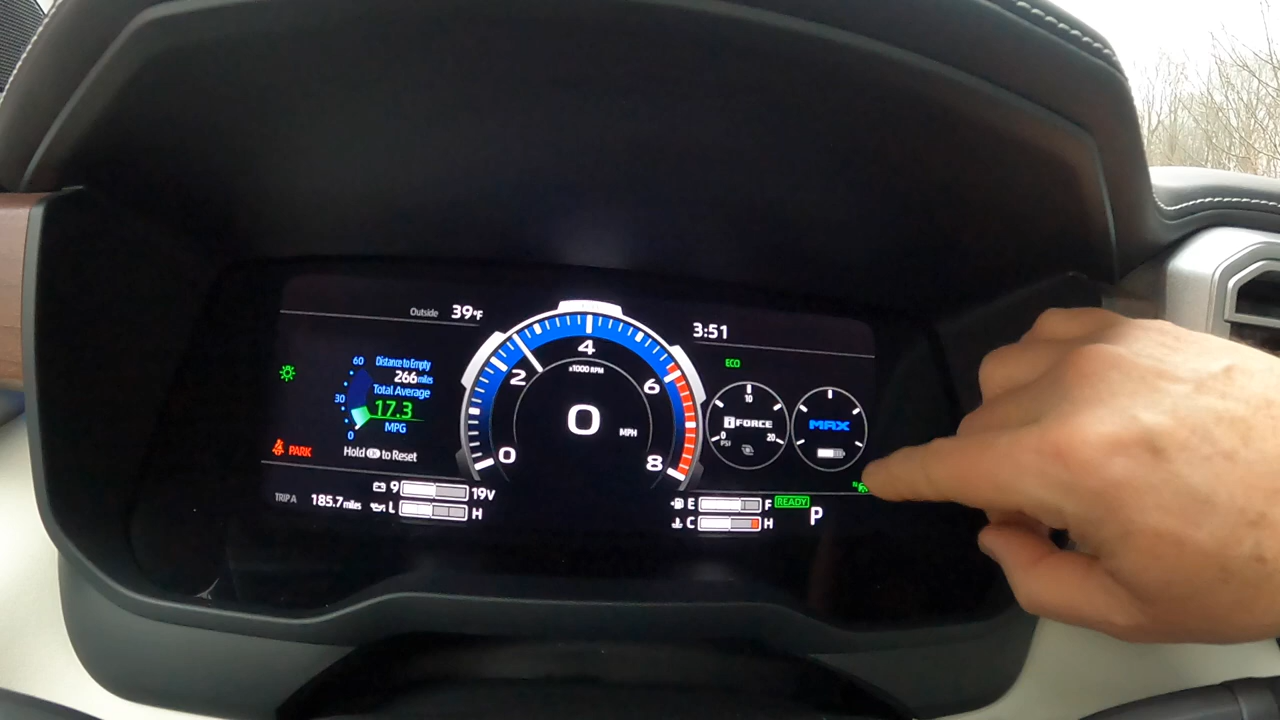 Outside 39°F
3:51
ECO
60
30
0
Distance to Empty
266 miles
Total Average
17.3
MPG
Hold OK to Reset
PARK
TRIP A 185.7 miles
9 19V
L H
0
2
4
6
8
x1000 RPM
0 MPH
10
iFORCE
0 20
PSI
MAX
E F
C H
READY
P